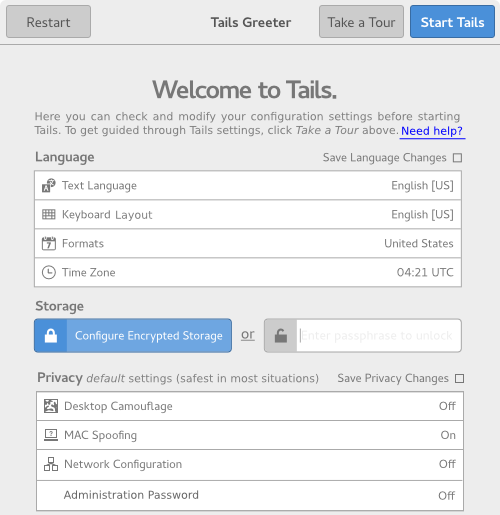 Restart Tails Greeter Take a Tour Start Tails
Welcome to Tails.
Here you can check and modify your configuration settings before starting
Tails. To get guided through Tails settings, click Take a Tour above. Need help?
Language Save Language Changes
Text Language English [US]
Keyboard Layout English [US]
Formats United States
Time Zone 04:21 UTC
Storage
Configure Encrypted Storage or Enter passphrase to unlock
Privacy default settings (safest in most situations) Save Privacy Changes
Desktop Camouflage Off
MAC Spoofing On
Network Configuration Off
Administration Password Off